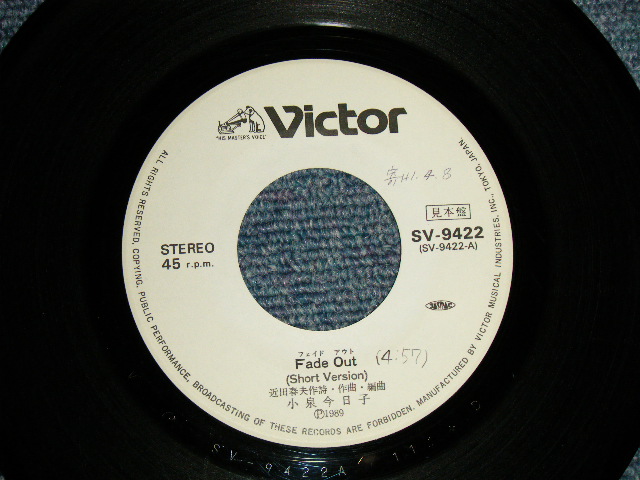 "HIS MASTER'S VOICE"
Victor
H1.4.8
見本盤
STEREO
45 r.p.m.
SV-9422
(SV-9422-A)
フェイド アウト
Fade Out (4:57)
(Short Version)
近田春夫作詩・作曲・編曲
小泉今日子
Ⓟ1989
ALL RIGHTS RESERVED. COPYING, PUBLIC PERFORMANCE, BROADCASTING OF THESE RECORDS ARE FORBIDDEN. MANUFACTURED BY VICTOR MUSICAL INDUSTRIES, INC., TOKYO, JAPAN
SV-9422A